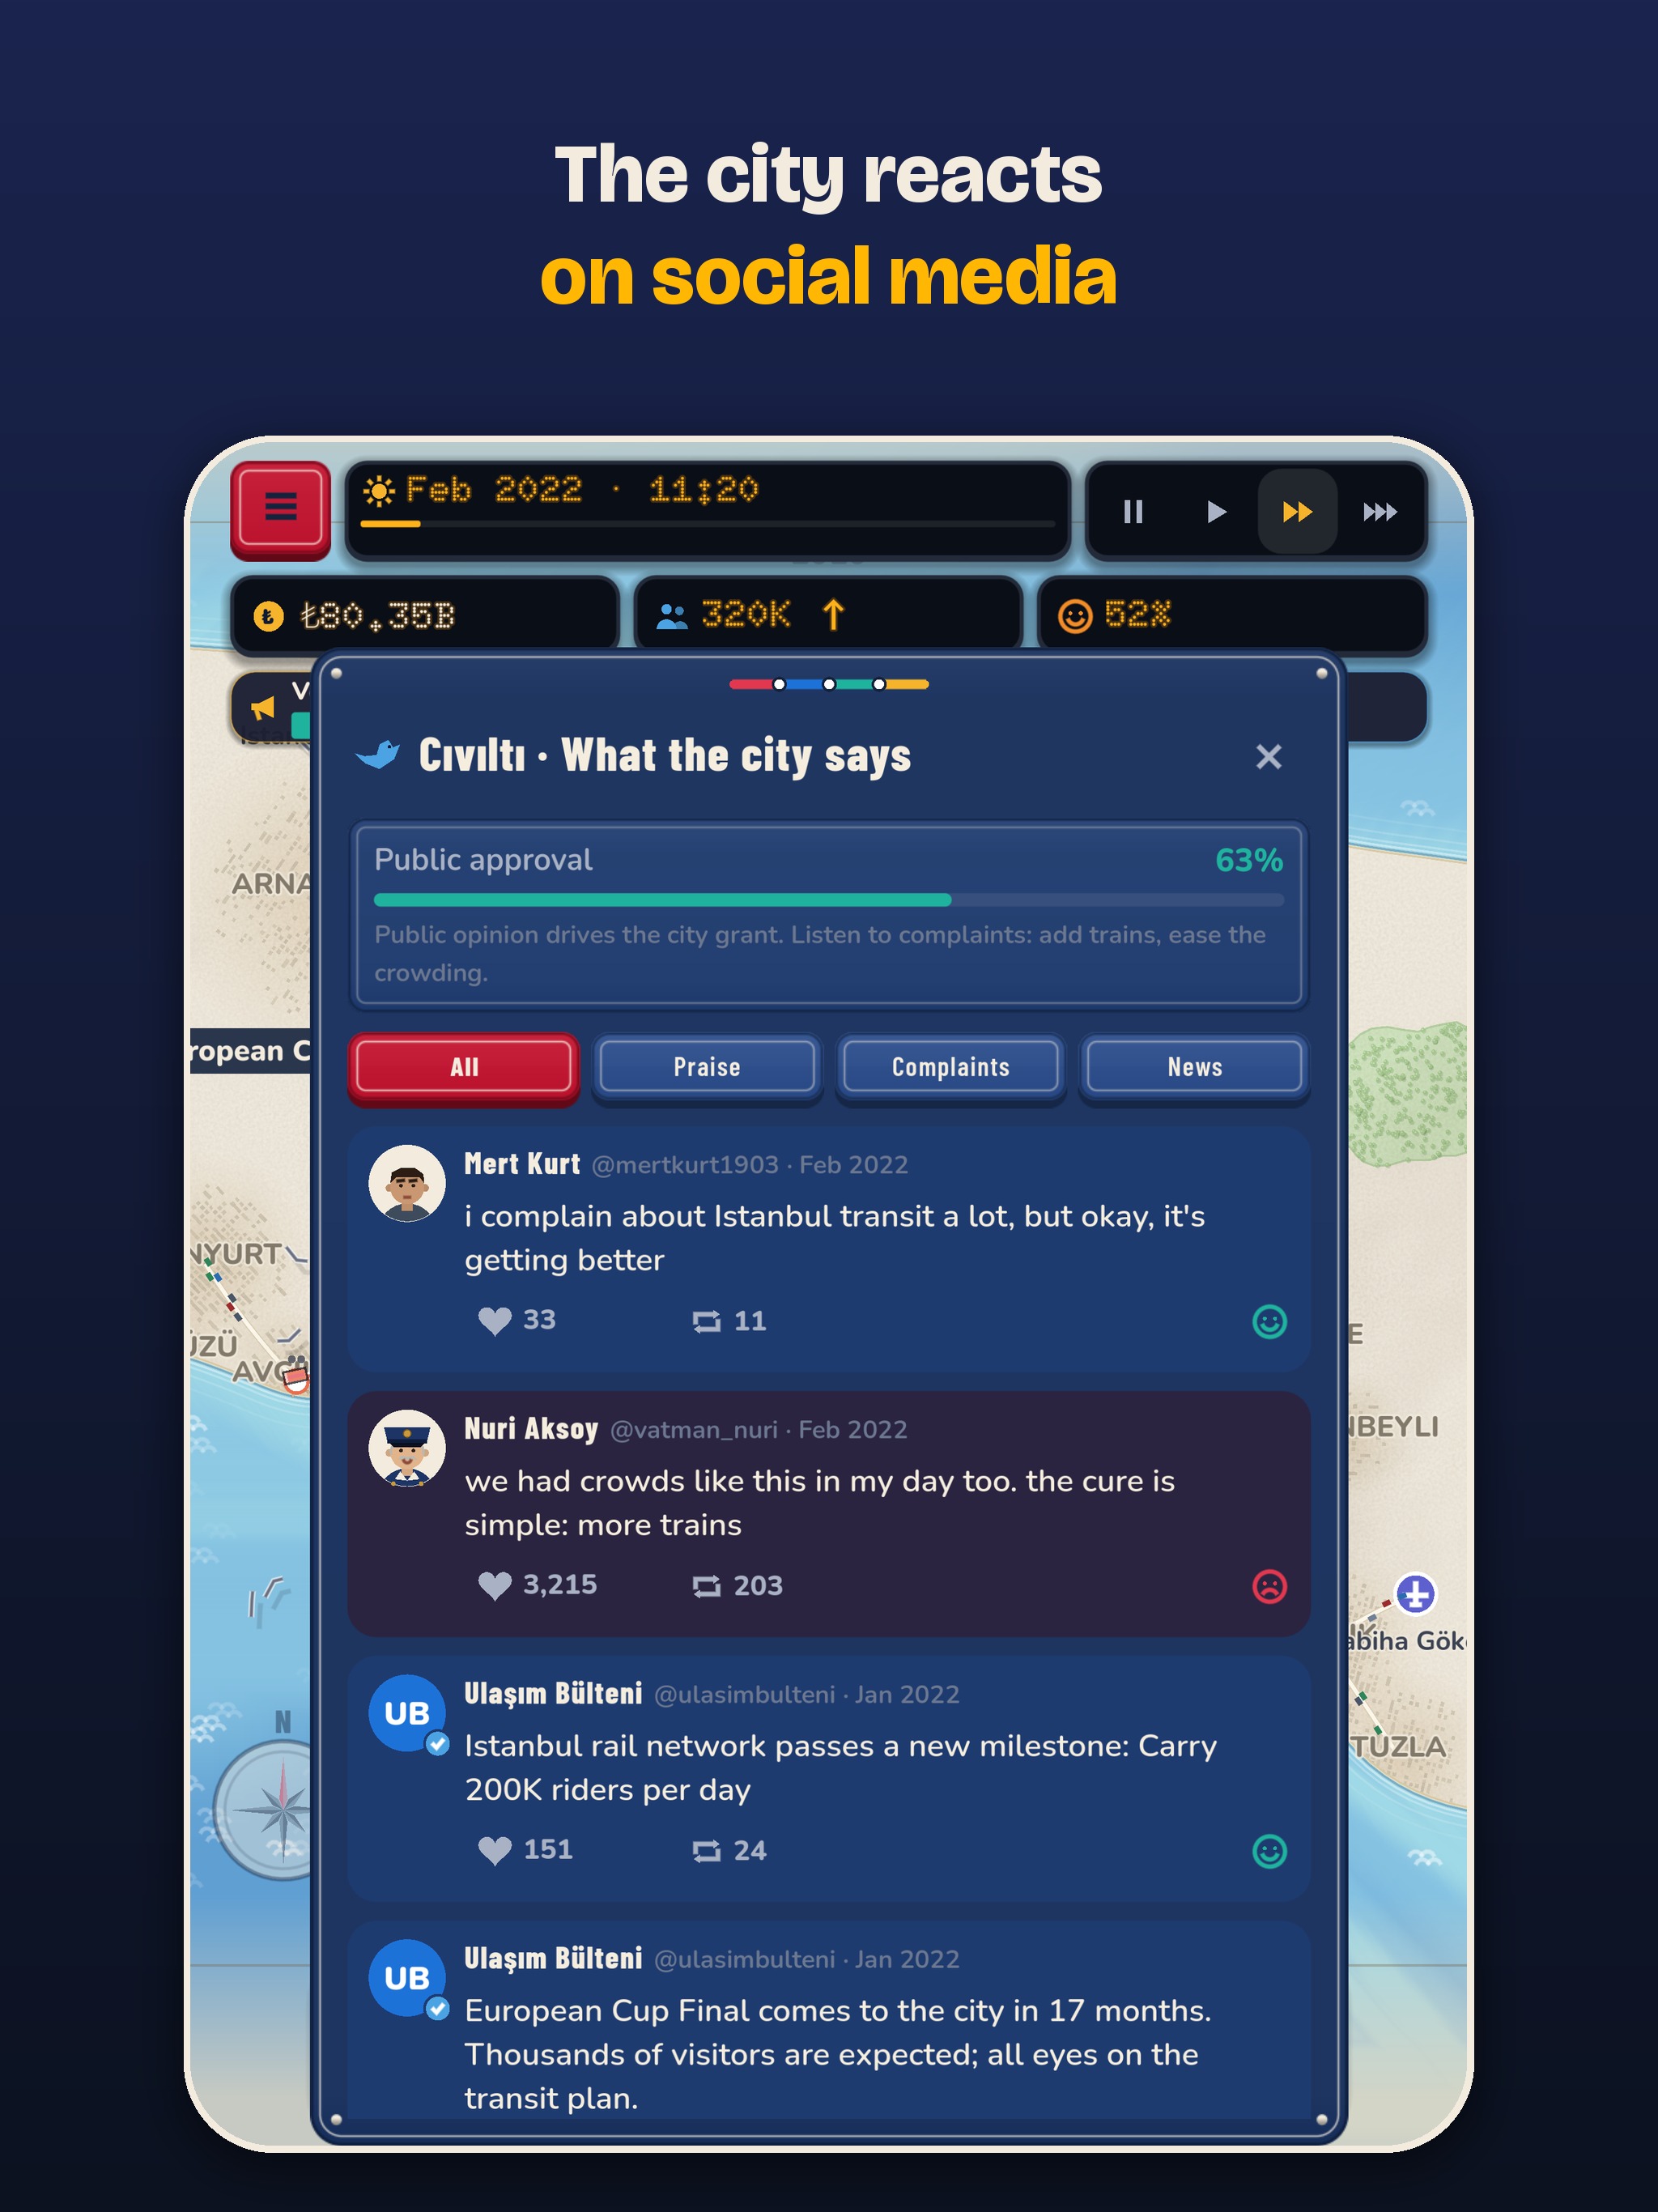 The city reacts
on social media
Feb 2022 · 11:20
₺80.35B
320K ↑
52%
Cıvıltı · What the city says
Public approval
63%
Public opinion drives the city grant. Listen to complaints: add trains, ease the
crowding.
ARNA
ropean C
All
Praise
Complaints
News
Mert Kurt @mertkurt1903 · Feb 2022
i complain about Istanbul transit a lot, but okay, it's
getting better
33
11
NYURT
ÜZÜ
AVC
E
Nuri Aksoy @vatman_nuri · Feb 2022
we had crowds like this in my day too. the cure is
simple: more trains
3,215
203
NBEYLI
abiha Gök
UB
Ulaşım Bülteni @ulasimbulteni · Jan 2022
Istanbul rail network passes a new milestone: Carry
200K riders per day
151
24
N
TUZLA
UB
Ulaşım Bülteni @ulasimbulteni · Jan 2022
European Cup Final comes to the city in 17 months.
Thousands of visitors are expected; all eyes on the
transit plan.